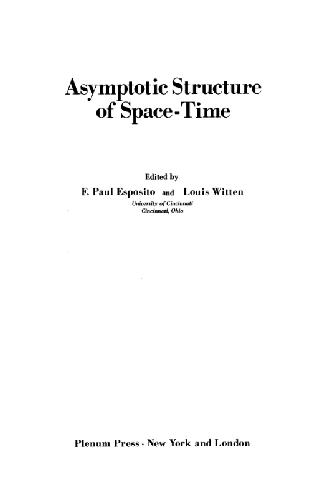 Asymptotic Structure
of Space-Time
Edited by
F. Paul Esposito and Louis Witten
University of Cincinnati
Cincinnati, Ohio
Plenum Press · New York and London